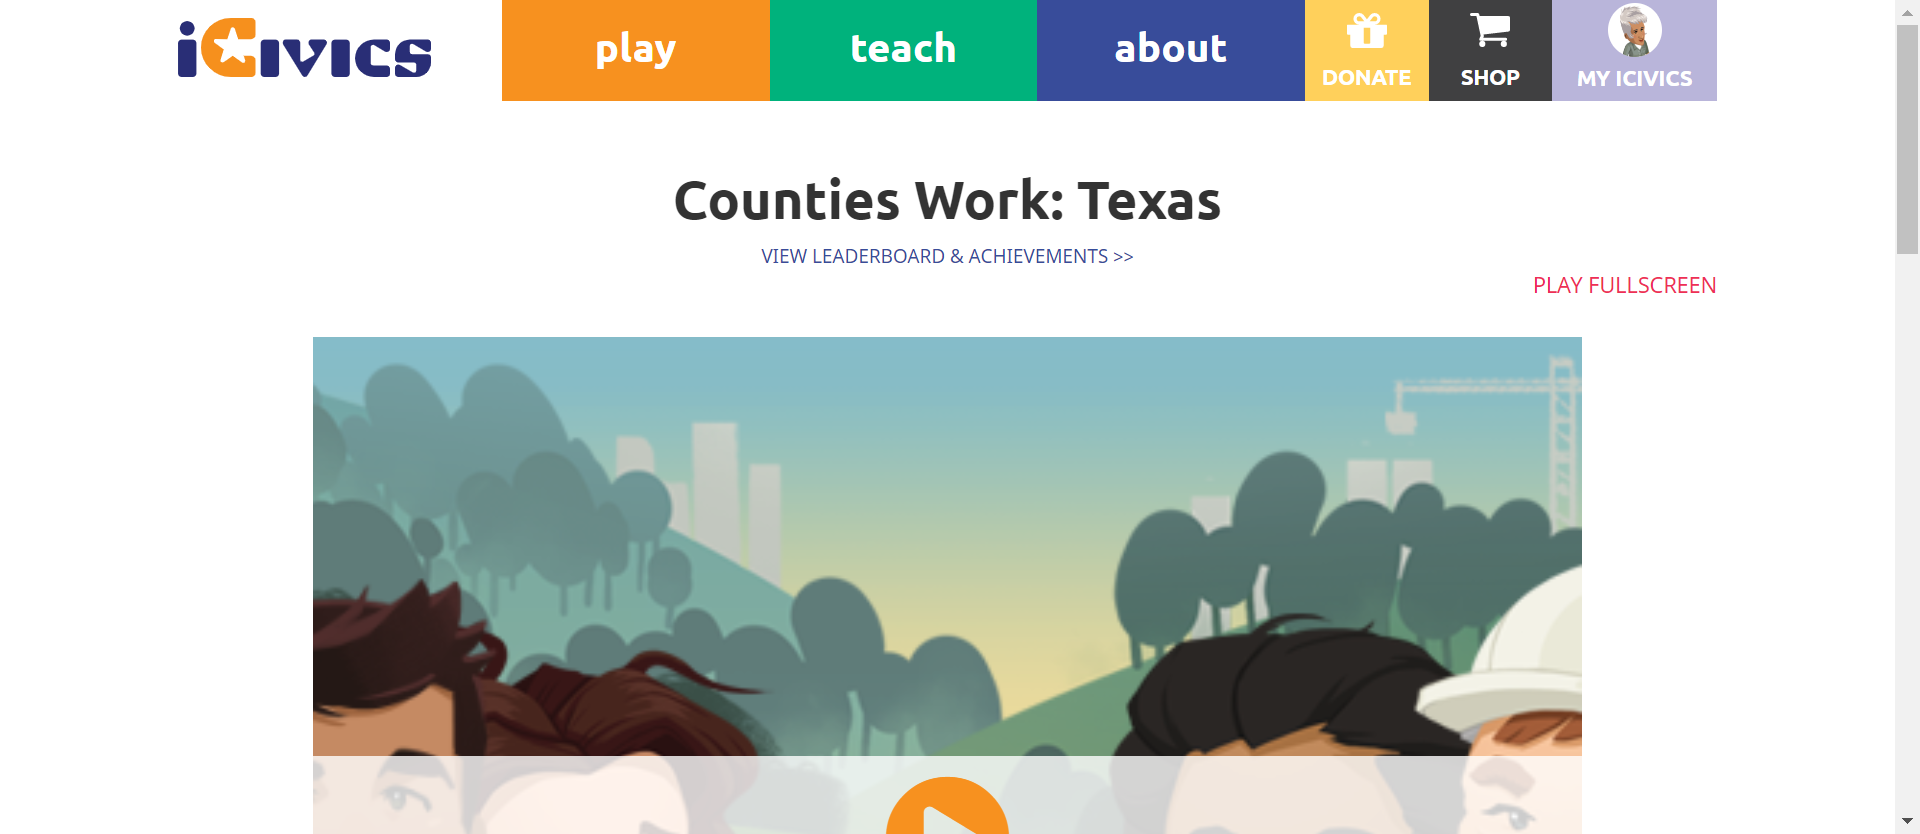 iCivics
play
teach
about
DONATE
SHOP
MY ICIVICS
Counties Work: Texas
VIEW LEADERBOARD & ACHIEVEMENTS >>
PLAY FULLSCREEN